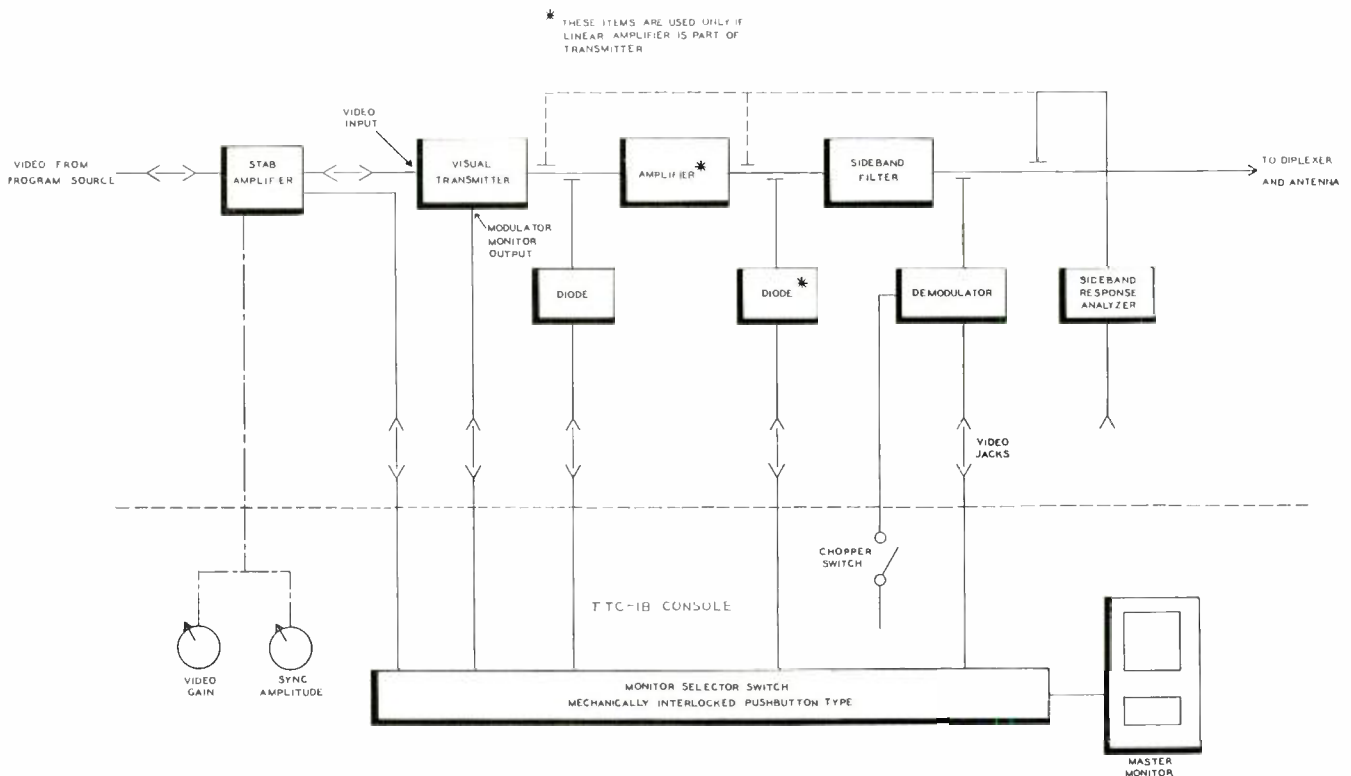 * THESE ITEMS ARE USED ONLY IF
LINEAR AMPLIFIER IS PART OF
TRANSMITTER
VIDEO
INPUT
VIDEO FROM
PROGRAM SOURCE
STAB
AMPLIFIER
VISUAL
TRANSMITTER
AMPLIFIER*
SIDEBAND
FILTER
TO DIPLEXER
AND ANTENNA
MODULATOR
MONITOR
OUTPUT
DIODE
DIODE *
DEMODULATOR
SIDEBAND
RESPONSE
ANALYZER
VIDEO
JACKS
CHOPPER
SWITCH
TTC-1B CONSOLE
VIDEO
GAIN
SYNC
AMPLITUDE
MONITOR SELECTOR SWITCH
MECHANICALLY INTERLOCKED PUSHBUTTON TYPE
MASTER
MONITOR